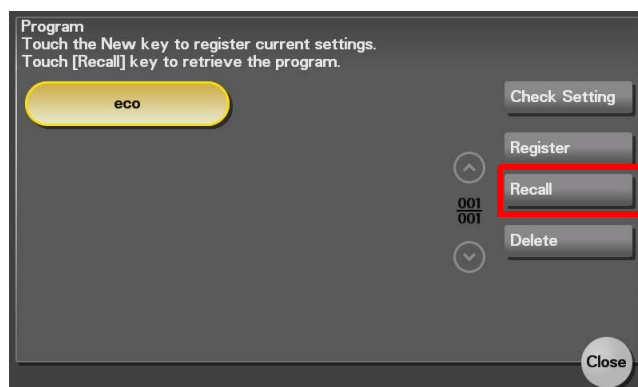 Program
Touch the New key to register current settings.
Touch [Recall] key to retrieve the program.
eco
Check Setting
Register
Recall
001
001
Delete
Close